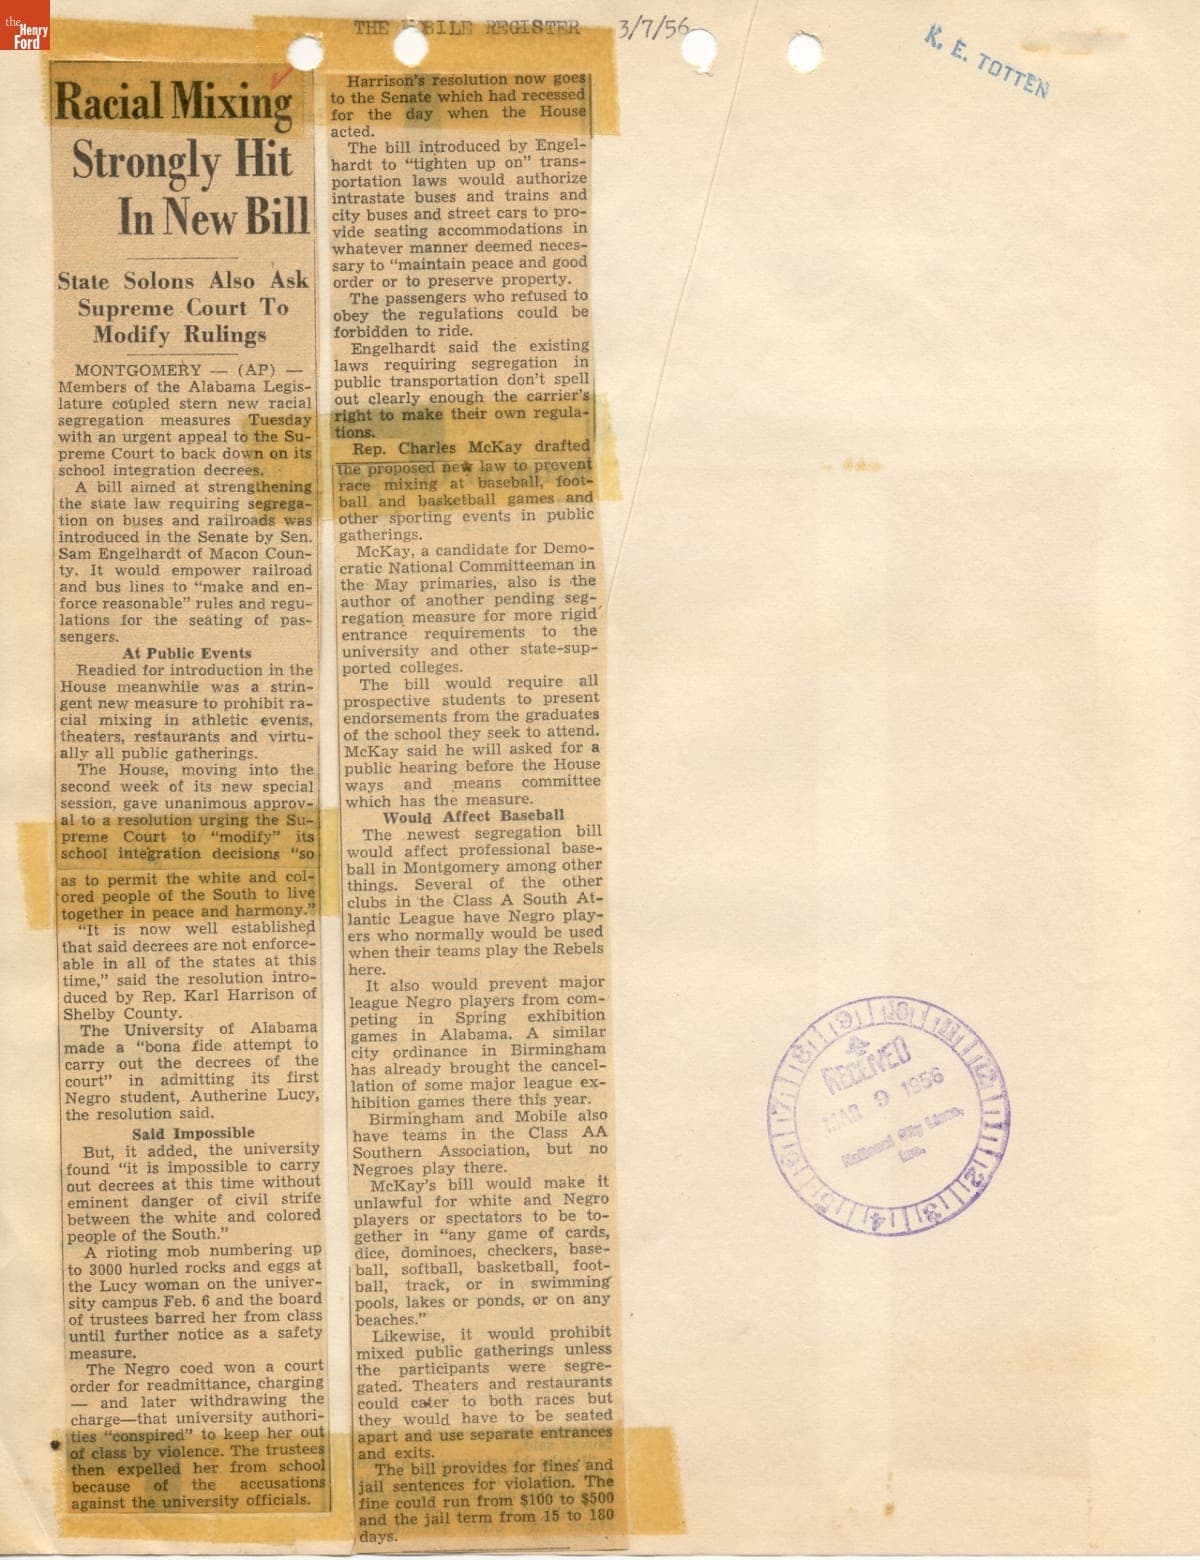 the
Henry
Ford
THE MOBILE REGISTER 3/7/56
K. E. TOTTEN
Racial Mixing
Strongly Hit
In New Bill
State Solons Also Ask
Supreme Court To
Modify Rulings
MONTGOMERY — (AP) —
Members of the Alabama Legis-
lature coupled stern new racial
segregation measures Tuesday
with an urgent appeal to the Su-
preme Court to back down on its
school integration decrees.
A bill aimed at strengthening
the state law requiring segrega-
tion on buses and railroads was
introduced in the Senate by Sen.
Sam Engelhardt of Macon Coun-
ty. It would empower railroad
and bus lines to “make and en-
force reasonable” rules and regu-
lations for the seating of pas-
sengers.
At Public Events
Readied for introduction in the
House meanwhile was a strin-
gent new measure to prohibit ra-
cial mixing in athletic events,
theaters, restaurants and virtu-
ally all public gatherings.
The House, moving into the
second week of its new special
session, gave unanimous approv-
al to a resolution urging the Su-
preme Court to “modify” its
school integration decisions “so
as to permit the white and col-
ored people of the South to live
together in peace and harmony.”
“It is now well established
that said decrees are not enforce-
able in all of the states at this
time,” said the resolution intro-
duced by Rep. Karl Harrison of
Shelby County.
The University of Alabama
made a “bona fide attempt to
carry out the decrees of the
court” in admitting its first
Negro student, Autherine Lucy,
the resolution said.
Said Impossible
But, it added, the university
found “it is impossible to carry
out decrees at this time without
eminent danger of civil strife
between the white and colored
people of the South.”
A rioting mob numbering up
to 3000 hurled rocks and eggs at
the Lucy woman on the univer-
sity campus Feb. 6 and the board
of trustees barred her from class
until further notice as a safety
measure.
The Negro coed won a court
order for readmittance, charging
— and later withdrawing the
charge—that university authori-
ties “conspired” to keep her out
of class by violence. The trustees
then expelled her from school
because of the accusations
against the university officials.
Harrison's resolution now goes
to the Senate which had recessed
for the day when the House
acted.
The bill introduced by Engel-
hardt to “tighten up on” trans-
portation laws would authorize
intrastate buses and trains and
city buses and street cars to pro-
vide seating accommodations in
whatever manner deemed neces-
sary to “maintain peace and good
order or to preserve property.
The passengers who refused to
obey the regulations could be
forbidden to ride.
Engelhardt said the existing
laws requiring segregation in
public transportation don't spell
out clearly enough the carrier's
right to make their own regula-
tions.
Rep. Charles McKay drafted
the proposed new law to prevent
race mixing at baseball, foot-
ball and basketball games and
other sporting events in public
gatherings.
McKay, a candidate for Demo-
cratic National Committeeman in
the May primaries, also is the
author of another pending seg-
regation measure for more rigid
entrance requirements to the
university and other state-sup-
ported colleges.
The bill would require all
prospective students to present
endorsements from the graduates
of the school they seek to attend.
McKay said he will asked for a
public hearing before the House
ways and means committee
which has the measure.
Would Affect Baseball
The newest segregation bill
would affect professional base-
ball in Montgomery among other
things. Several of the other
clubs in the Class A South At-
lantic League have Negro play-
ers who normally would be used
when their teams play the Rebels
here.
It also would prevent major
league Negro players from com-
peting in Spring exhibition
games in Alabama. A similar
city ordinance in Birmingham
has already brought the cancel-
lation of some major league ex-
hibition games there this year.
Birmingham and Mobile also
have teams in the Class AA
Southern Association, but no
Negroes play there.
McKay's bill would make it
unlawful for white and Negro
players or spectators to be to-
gether in “any game of cards,
dice, dominoes, checkers, base-
ball, softball, basketball, foot-
ball, track, or in swimming
pools, lakes or ponds, or on any
beaches.”
Likewise, it would prohibit
mixed public gatherings unless
the participants were segre-
gated. Theaters and restaurants
could cater to both races but
they would have to be seated
apart and use separate entrances
and exits.
The bill provides for fines and
jail sentences for violation. The
fine could run from $100 to $500
and the jail term from 15 to 180
days.
RECEIVED
MAR 9 1956
National City Lines,
Inc.